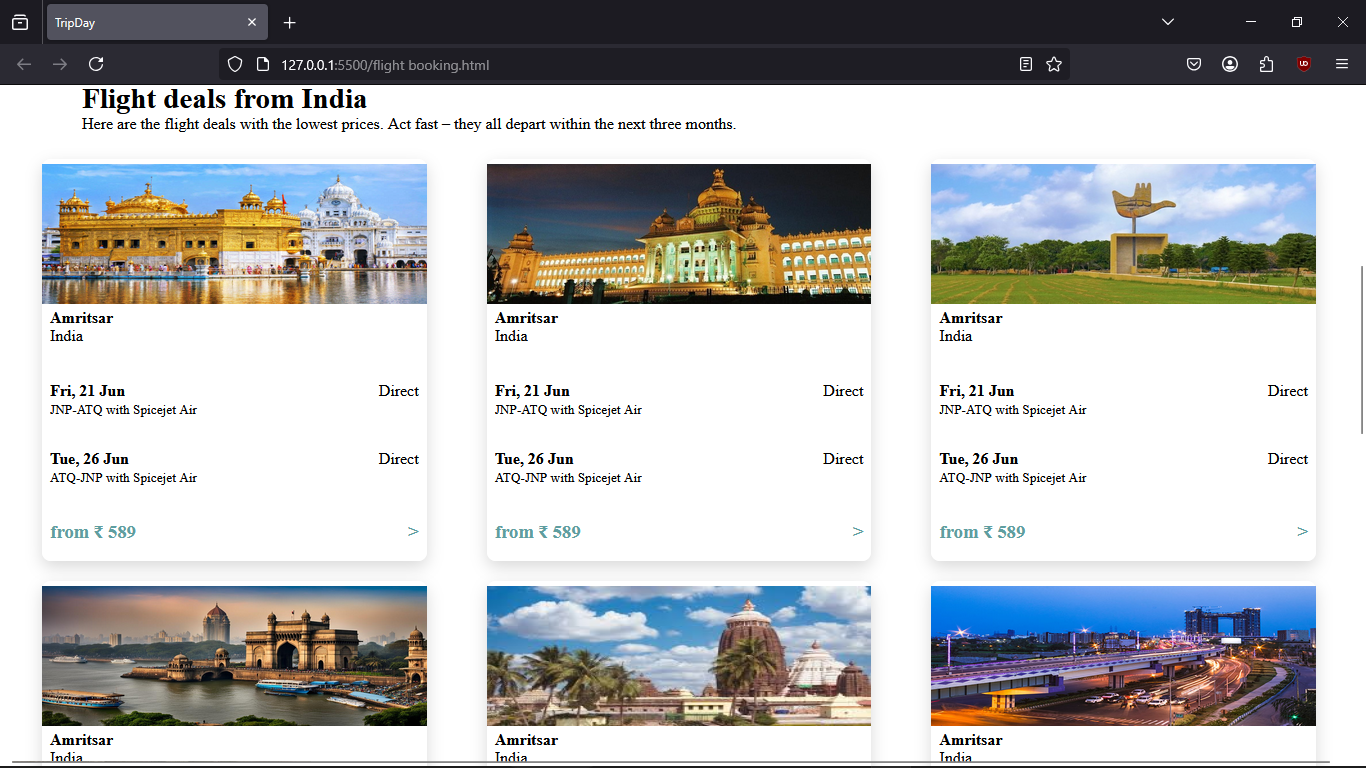 TripDay
127.0.0.1:5500/flight booking.html
Flight deals from India
Here are the flight deals with the lowest prices. Act fast – they all depart within the next three months.
Amritsar
India
Fri, 21 Jun Direct
JNP-ATQ with Spicejet Air
Tue, 26 Jun Direct
ATQ-JNP with Spicejet Air
from ₹ 589 >
Amritsar
India
Fri, 21 Jun Direct
JNP-ATQ with Spicejet Air
Tue, 26 Jun Direct
ATQ-JNP with Spicejet Air
from ₹ 589 >
Amritsar
India
Fri, 21 Jun Direct
JNP-ATQ with Spicejet Air
Tue, 26 Jun Direct
ATQ-JNP with Spicejet Air
from ₹ 589 >
Amritsar
India
Amritsar
India
Amritsar
India